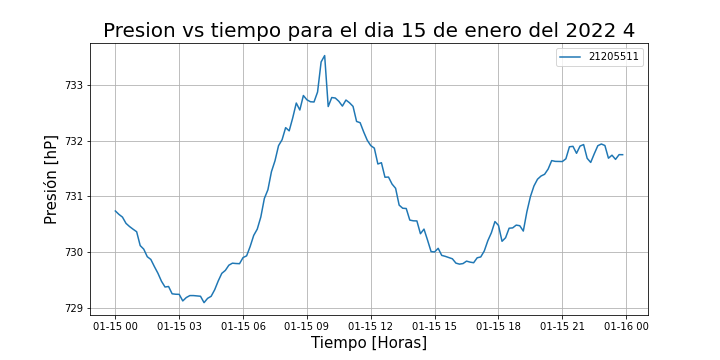 Presion vs tiempo para el dia 15 de enero del 2022 4
21205511
Presión [hP]
733
732
731
730
729
01-15 00 01-15 03 01-15 06 01-15 09 01-15 12 01-15 15 01-15 18 01-15 21 01-16 00
Tiempo [Horas]